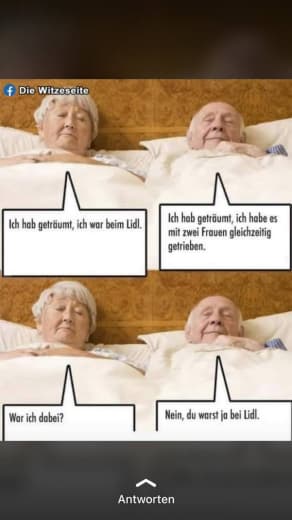 Die Witzeseite
Ich hab geträumt, ich war beim Lidl.
Ich hab geträumt, ich habe es
mit zwei Frauen gleichzeitig
getrieben.
War ich dabei?
Nein, du warst ja bei Lidl.
Antworten